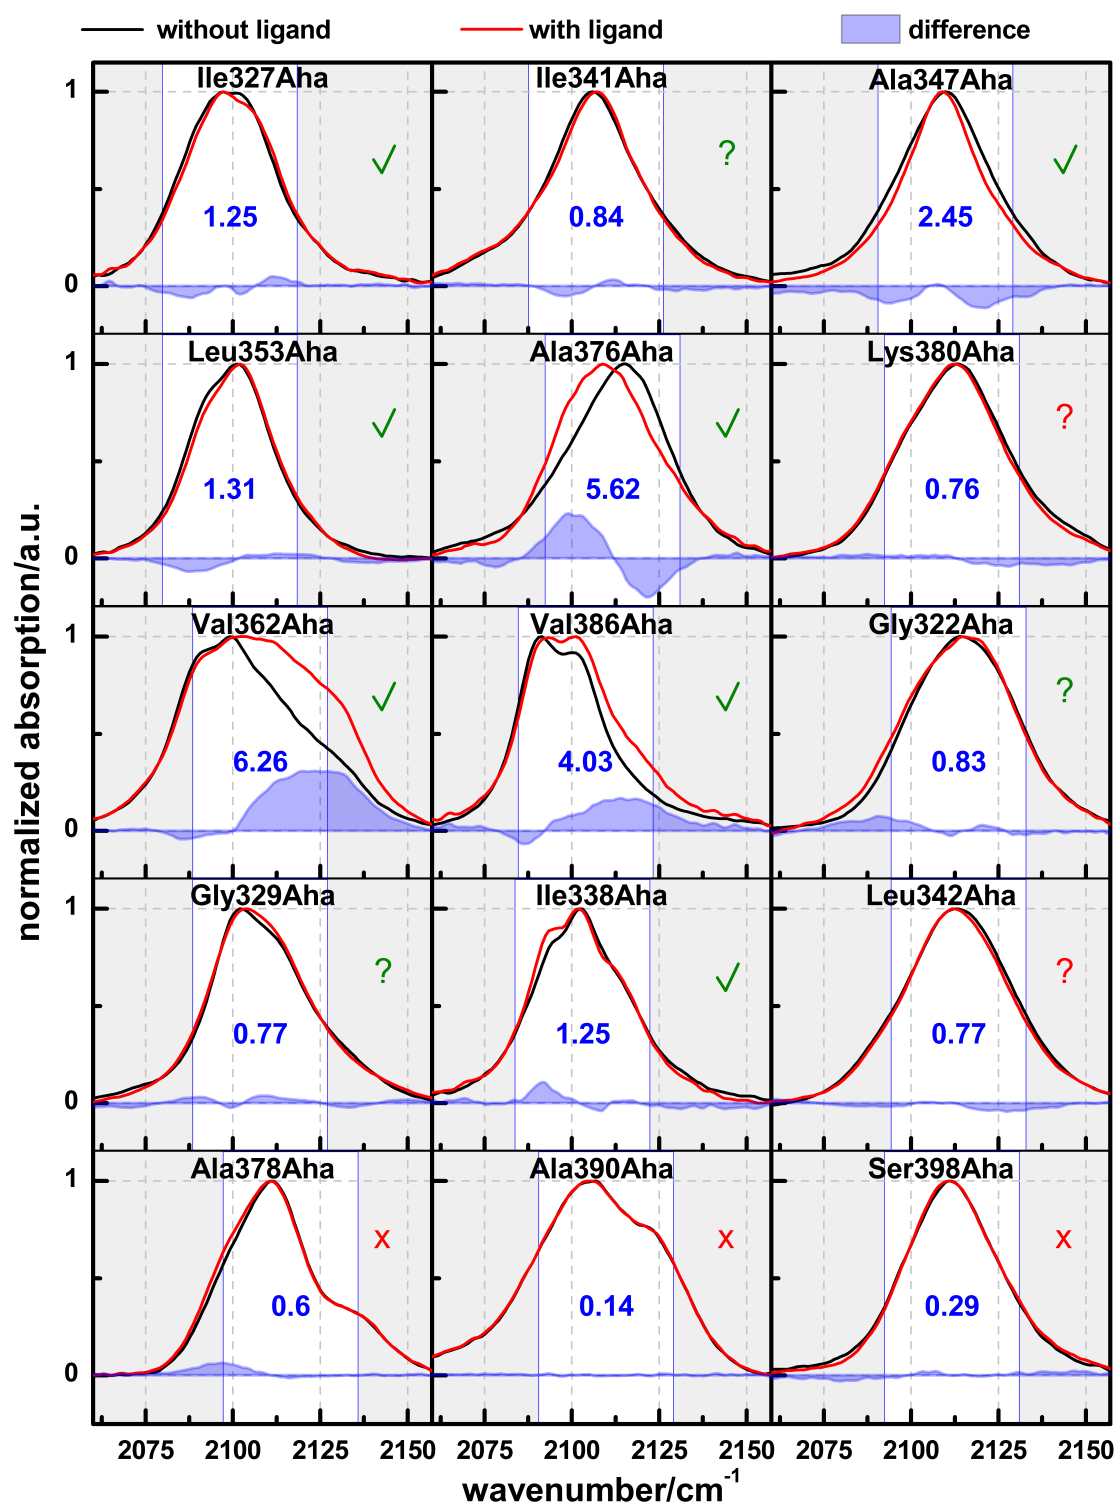 without ligand with ligand difference
Ile327Aha Ile341Aha Ala347Aha
1 ✓ ? ✓
1.25 0.84 2.45
0
Leu353Aha Ala376Aha Lys380Aha
1 ✓ ✓ ?
1.31 5.62 0.76
0
Val362Aha Val386Aha Gly322Aha
1 ✓ ✓ ?
6.26 4.03 0.83
0
Gly329Aha Ile338Aha Leu342Aha
1 ? ✓ ?
0.77 1.25 0.77
0
Ala378Aha Ala390Aha Ser398Aha
1 x x x
0.6 0.14 0.29
0
2075 2100 2125 2150 2075 2100 2125 2150 2075 2100 2125 2150
wavenumber/cm⁻¹
normalized absorption/a.u.